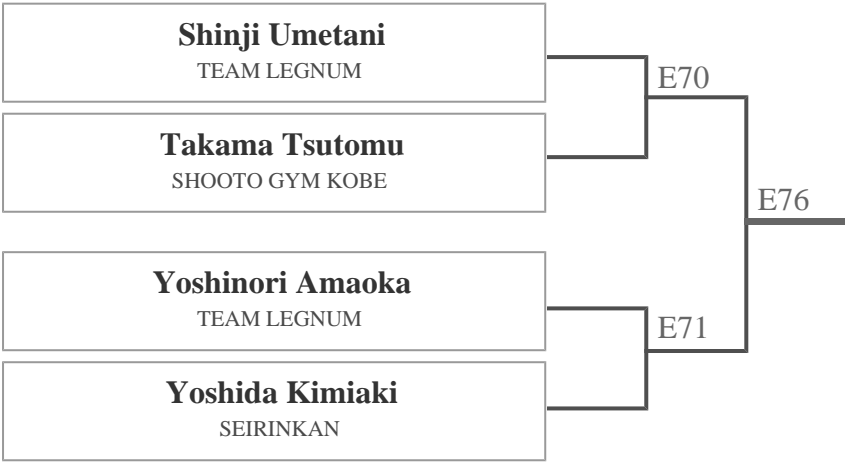 Shinji Umetani
TEAM LEGNUM
E70
Takama Tsutomu
SHOOTO GYM KOBE
E76
Yoshinori Amaoka
TEAM LEGNUM
E71
Yoshida Kimiaki
SEIRINKAN